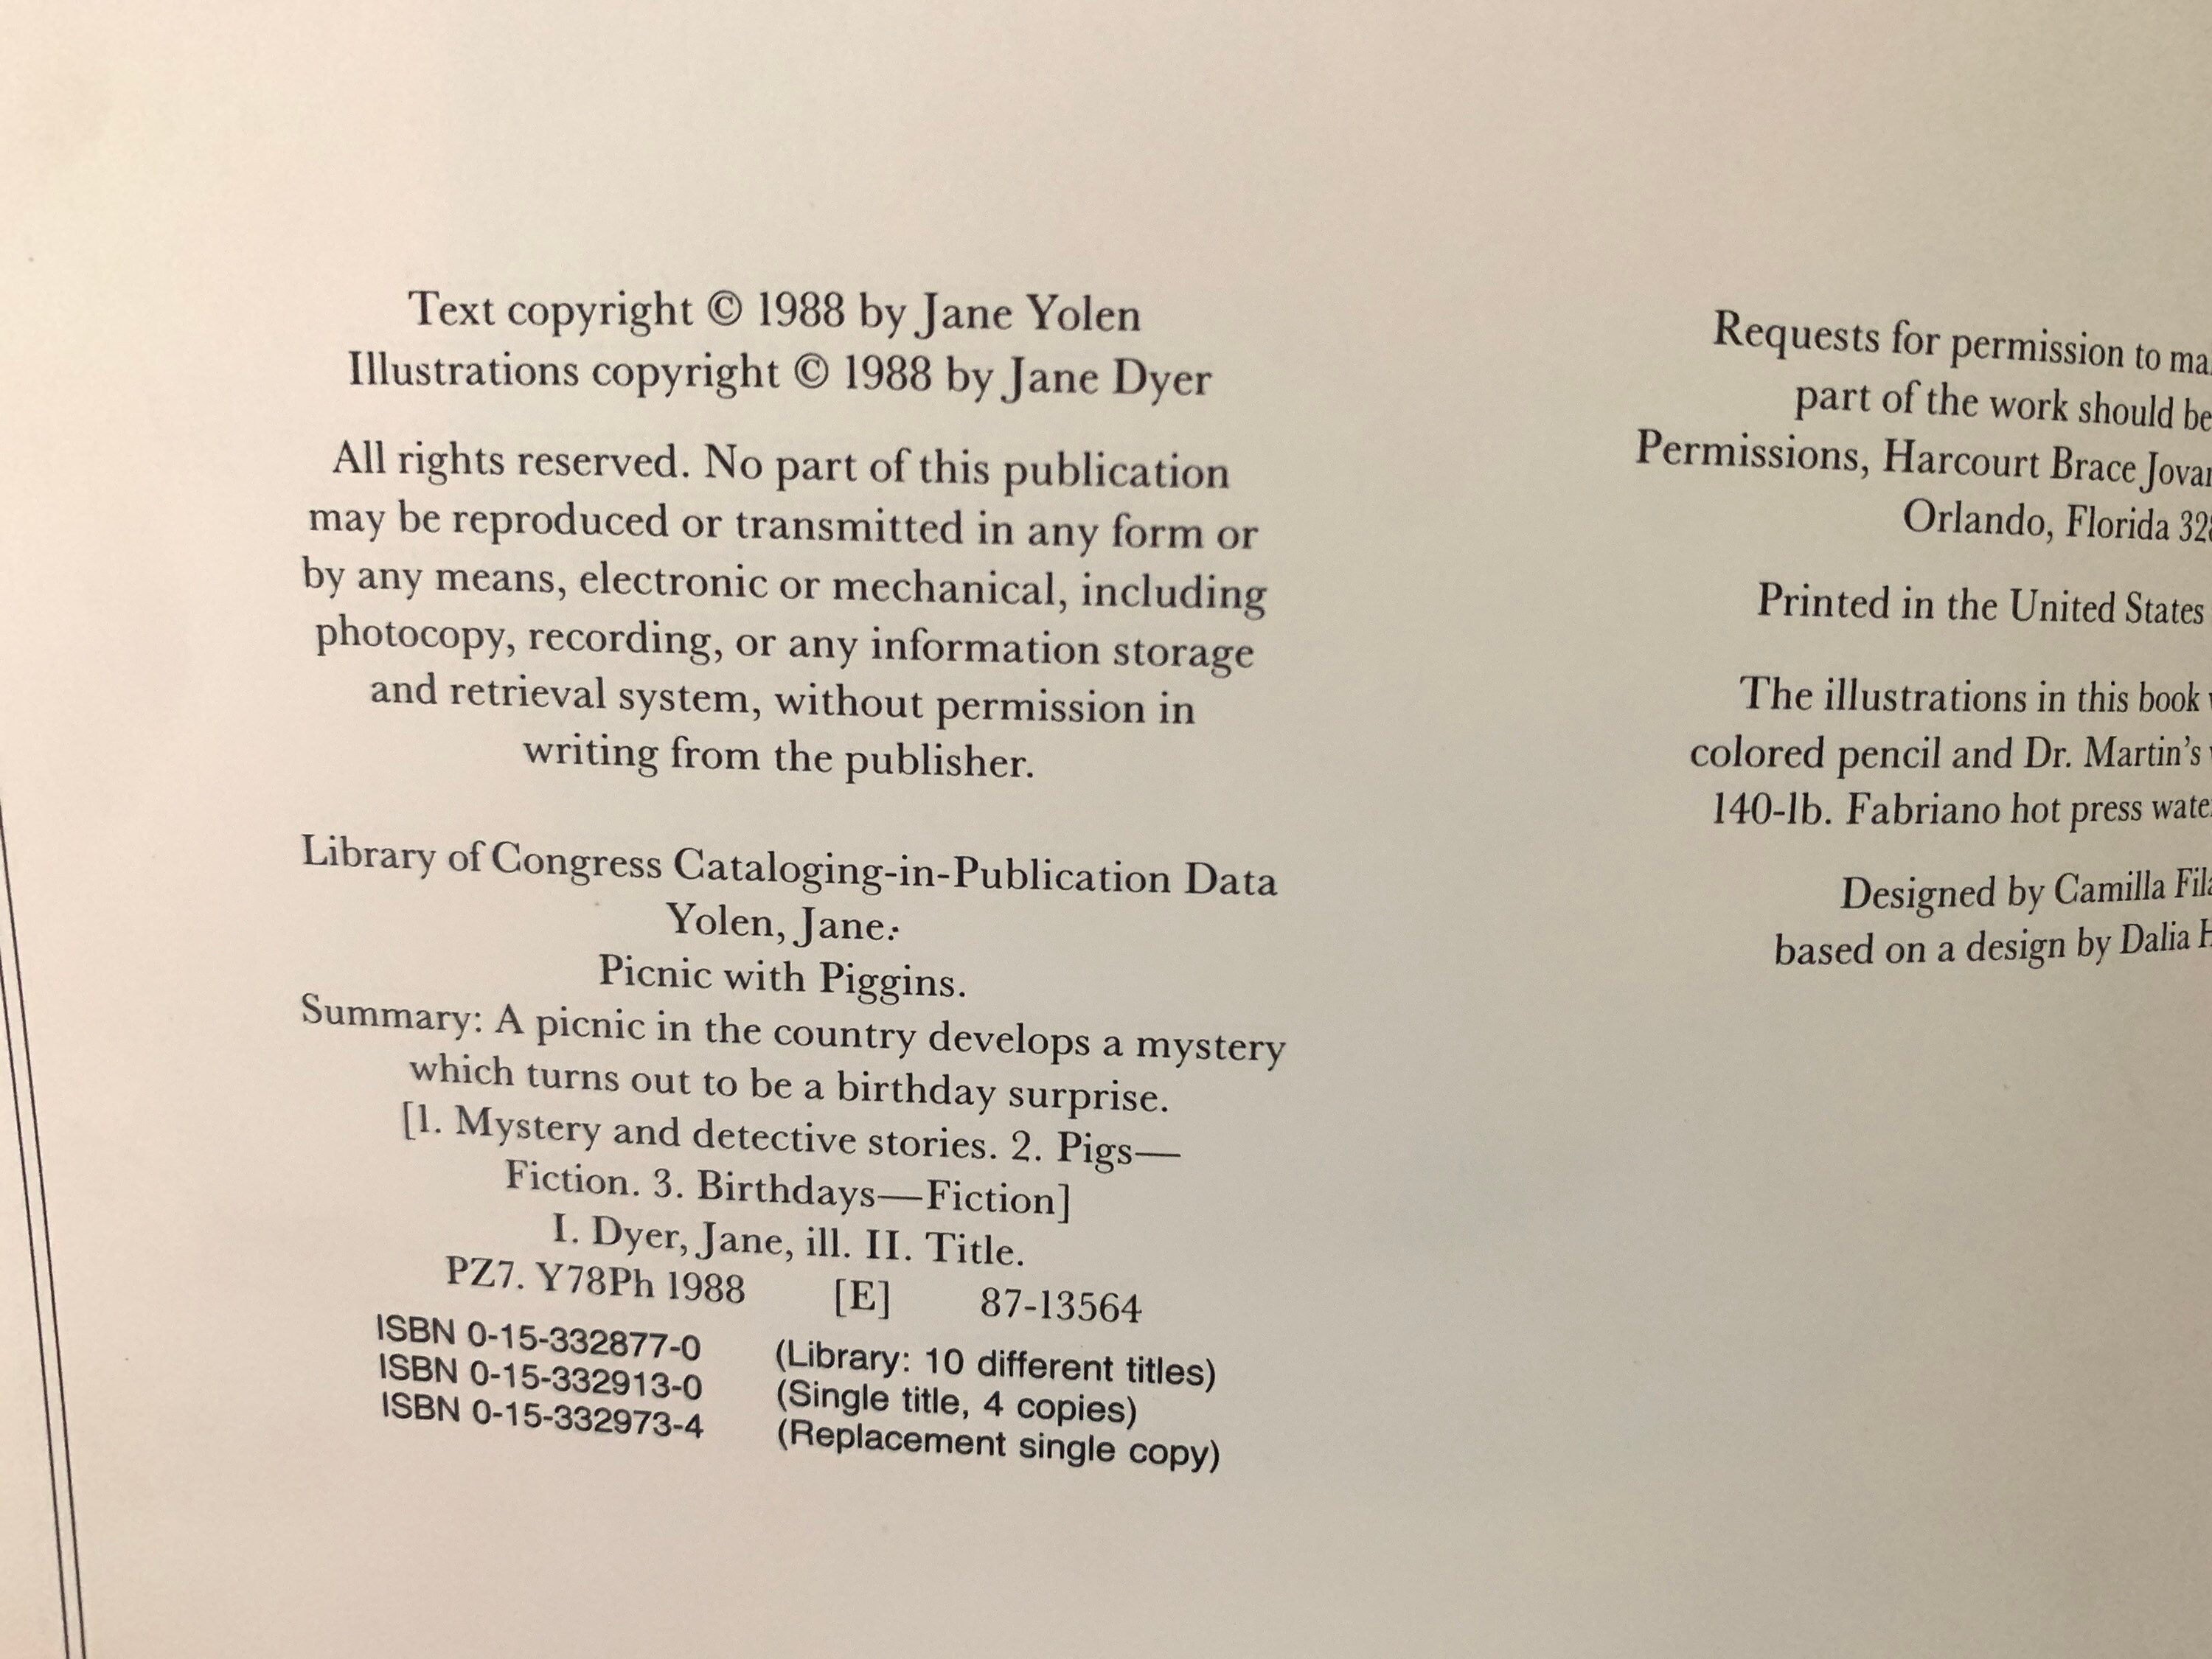 Text copyright © 1988 by Jane Yolen
Illustrations copyright © 1988 by Jane Dyer
All rights reserved. No part of this publication
may be reproduced or transmitted in any form or
by any means, electronic or mechanical, including
photocopy, recording, or any information storage
and retrieval system, without permission in
writing from the publisher.
Library of Congress Cataloging-in-Publication Data
Yolen, Jane.
Picnic with Piggins.
Summary: A picnic in the country develops a mystery
which turns out to be a birthday surprise.
[1. Mystery and detective stories. 2. Pigs—
Fiction. 3. Birthdays—Fiction]
I. Dyer, Jane, ill. II. Title.
PZ7. Y78Ph 1988 [E] 87-13564
ISBN 0-15-332877-0 (Library: 10 different titles)
ISBN 0-15-332913-0 (Single title, 4 copies)
ISBN 0-15-332973-4 (Replacement single copy)
Requests for permission to
part of the work should be
Permissions, Harcourt Brace
Orlando, Florida
Printed in the United States
The illustrations in this book
colored pencil and Dr. Martin's
140-lb. Fabriano hot press
Designed by Camilla
based on a design by Dalia